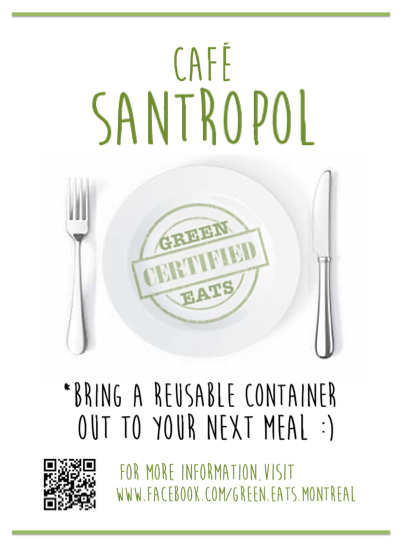 CAFÉ
SANTROPOL
GREEN
CERTIFIED
EATS
*BRING A REUSABLE CONTAINER
OUT TO YOUR NEXT MEAL :)
FOR MORE INFORMATION, VISIT
WWW.FACEBOOK.COM/GREEN.EATS.MONTREAL